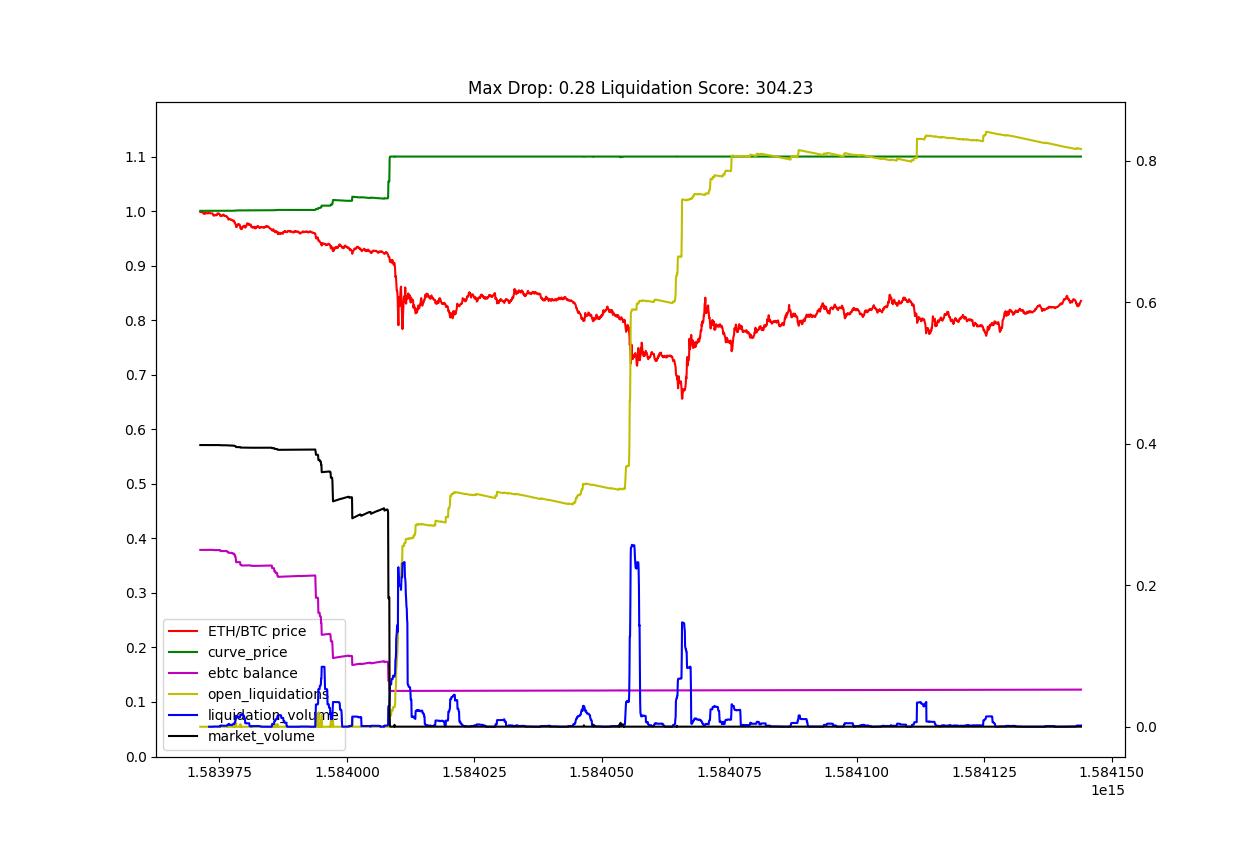 Max Drop: 0.28 Liquidation Score: 304.23
1.1
1.0
0.9
0.8
0.7
0.6
0.5
0.4
0.3
0.2
0.1
0.0
0.8
0.6
0.4
0.2
0.0
ETH/BTC price
curve_price
ebtc balance
open_liquidations
liquidation_volume
market_volume
1.583975 1.584000 1.584025 1.584050 1.584075 1.584100 1.584125 1.584150
1e15